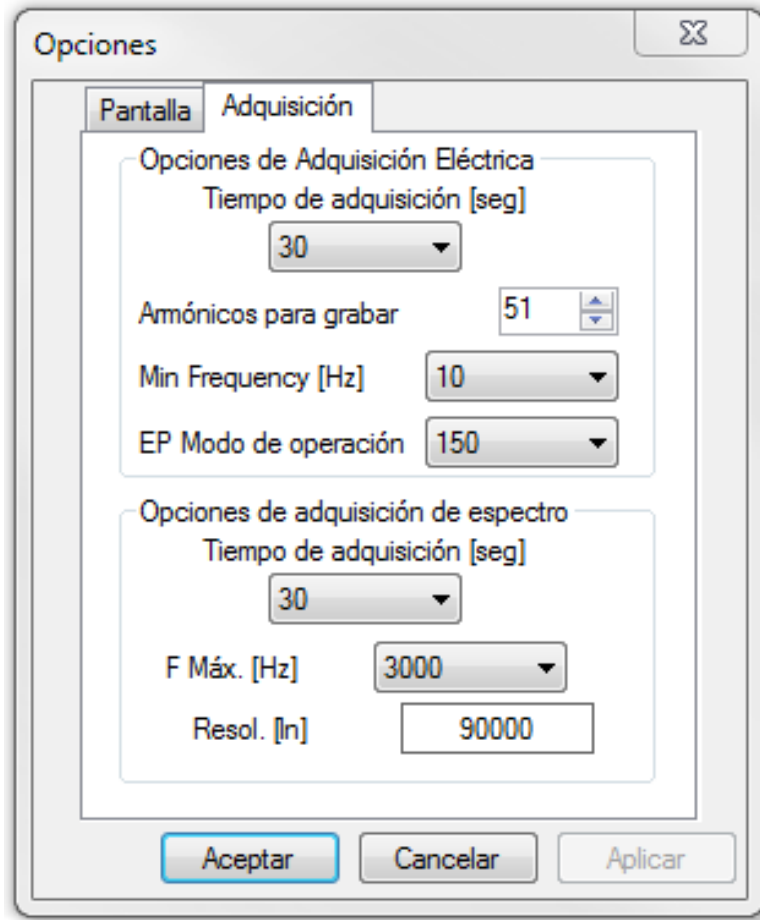 Opciones
Pantalla Adquisición
Opciones de Adquisición Eléctrica
Tiempo de adquisición [seg]
30
Armónicos para grabar 51
Min Frequency [Hz] 10
EP Modo de operación 150
Opciones de adquisición de espectro
Tiempo de adquisición [seg]
30
F Máx. [Hz] 3000
Resol. [ln] 90000
Aceptar Cancelar Aplicar